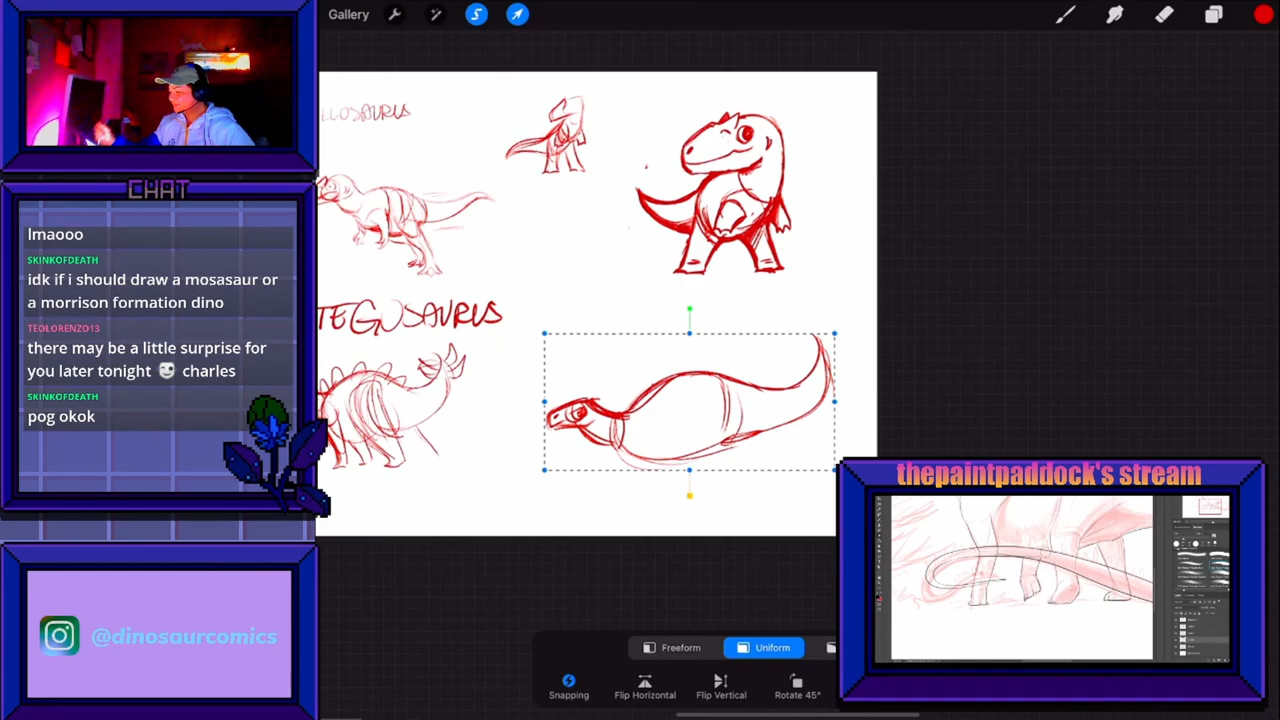 Gallery
CHAT
lmaooo
SKINKOFDEATH
idk if i should draw a mosasaur or
a morrison formation dino
TEOLORENZO13
there may be a little surprise for
you later tonight charles
SKINKOFDEATH
pog okok
@dinosaurcomics
LLOSAURUS
TEGOSAURUS
Freeform
Uniform
Snapping
Flip Horizontal
Flip Vertical
Rotate 45°
thepaintpaddock's stream